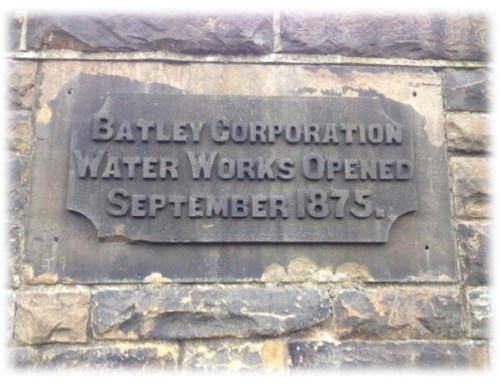 BATLEY CORPORATION
WATER WORKS OPENED
SEPTEMBER 1875.